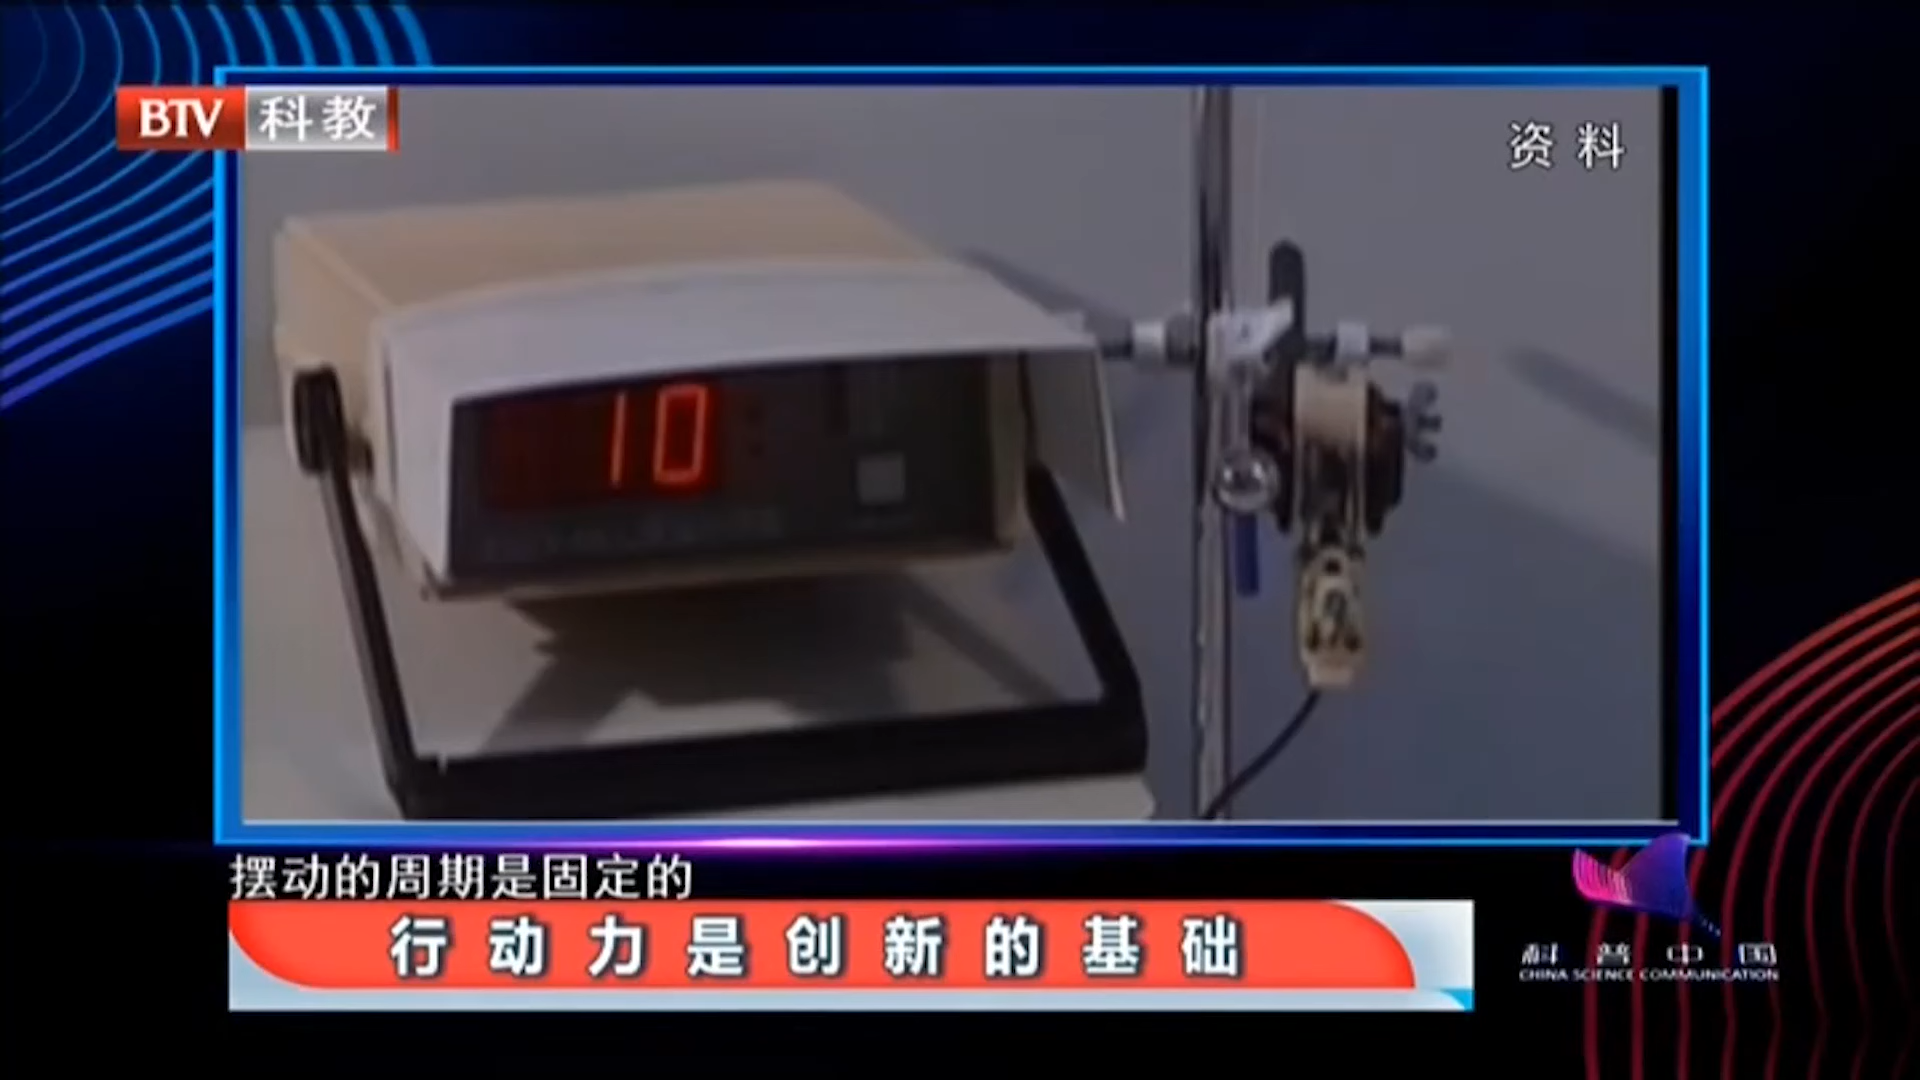 BTV 科教
资料
10
摆动的周期是固定的
行动力是创新的基础
科普中国
CHINA SCIENCE COMMUNICATION